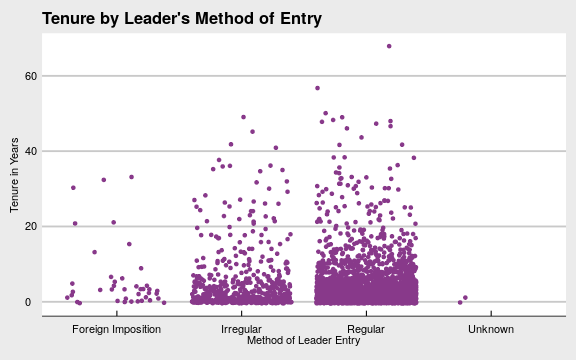 Tenure by Leader's Method of Entry
Tenure in Years
60
40
20
0
Foreign Imposition
Irregular
Regular
Unknown
Method of Leader Entry